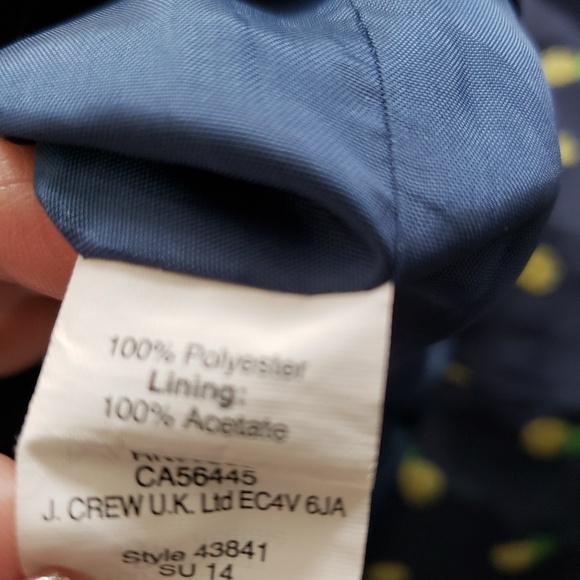 100% Polyester
Lining:
100% Acetate
CA56445
J. CREW U.K. Ltd EC4V 6JA
Style 43841
SU 14